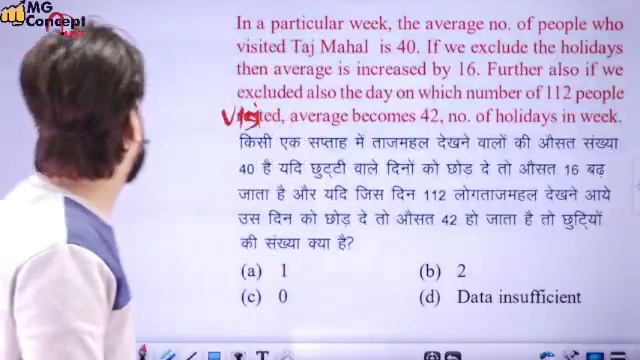 MG
Concept
In a particular week, the average no. of people who
visited Taj Mahal is 40. If we exclude the holidays
then average is increased by 16. Further also if we
excluded also the day on which number of 112 people
visited, average becomes 42, no. of holidays in week.
किसी एक सप्ताह में ताजमहल देखने वालों की औसत संख्या
40 है यदि छुट्टी वाले दिनों को छोड़ दे तो औसत 16 बढ़
जाता है और यदि जिस दिन 112 लोगताजमहल देखने आये
उस दिन को छोड़ दे तो औसत 42 हो जाता है तो छुटि्यों
की संख्या क्या है?
(a) 1 (b) 2
(c) 0 (d) Data insufficient